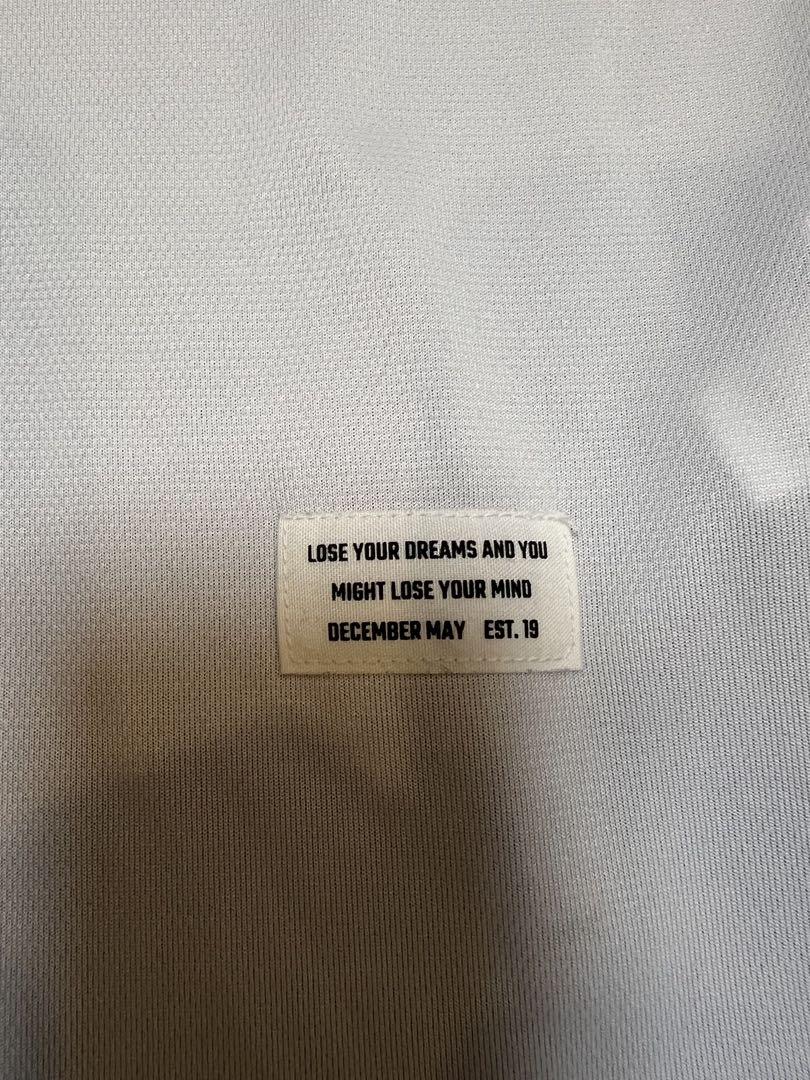 LOSE YOUR DREAMS AND YOU
MIGHT LOSE YOUR MIND
DECEMBER MAY EST. 19